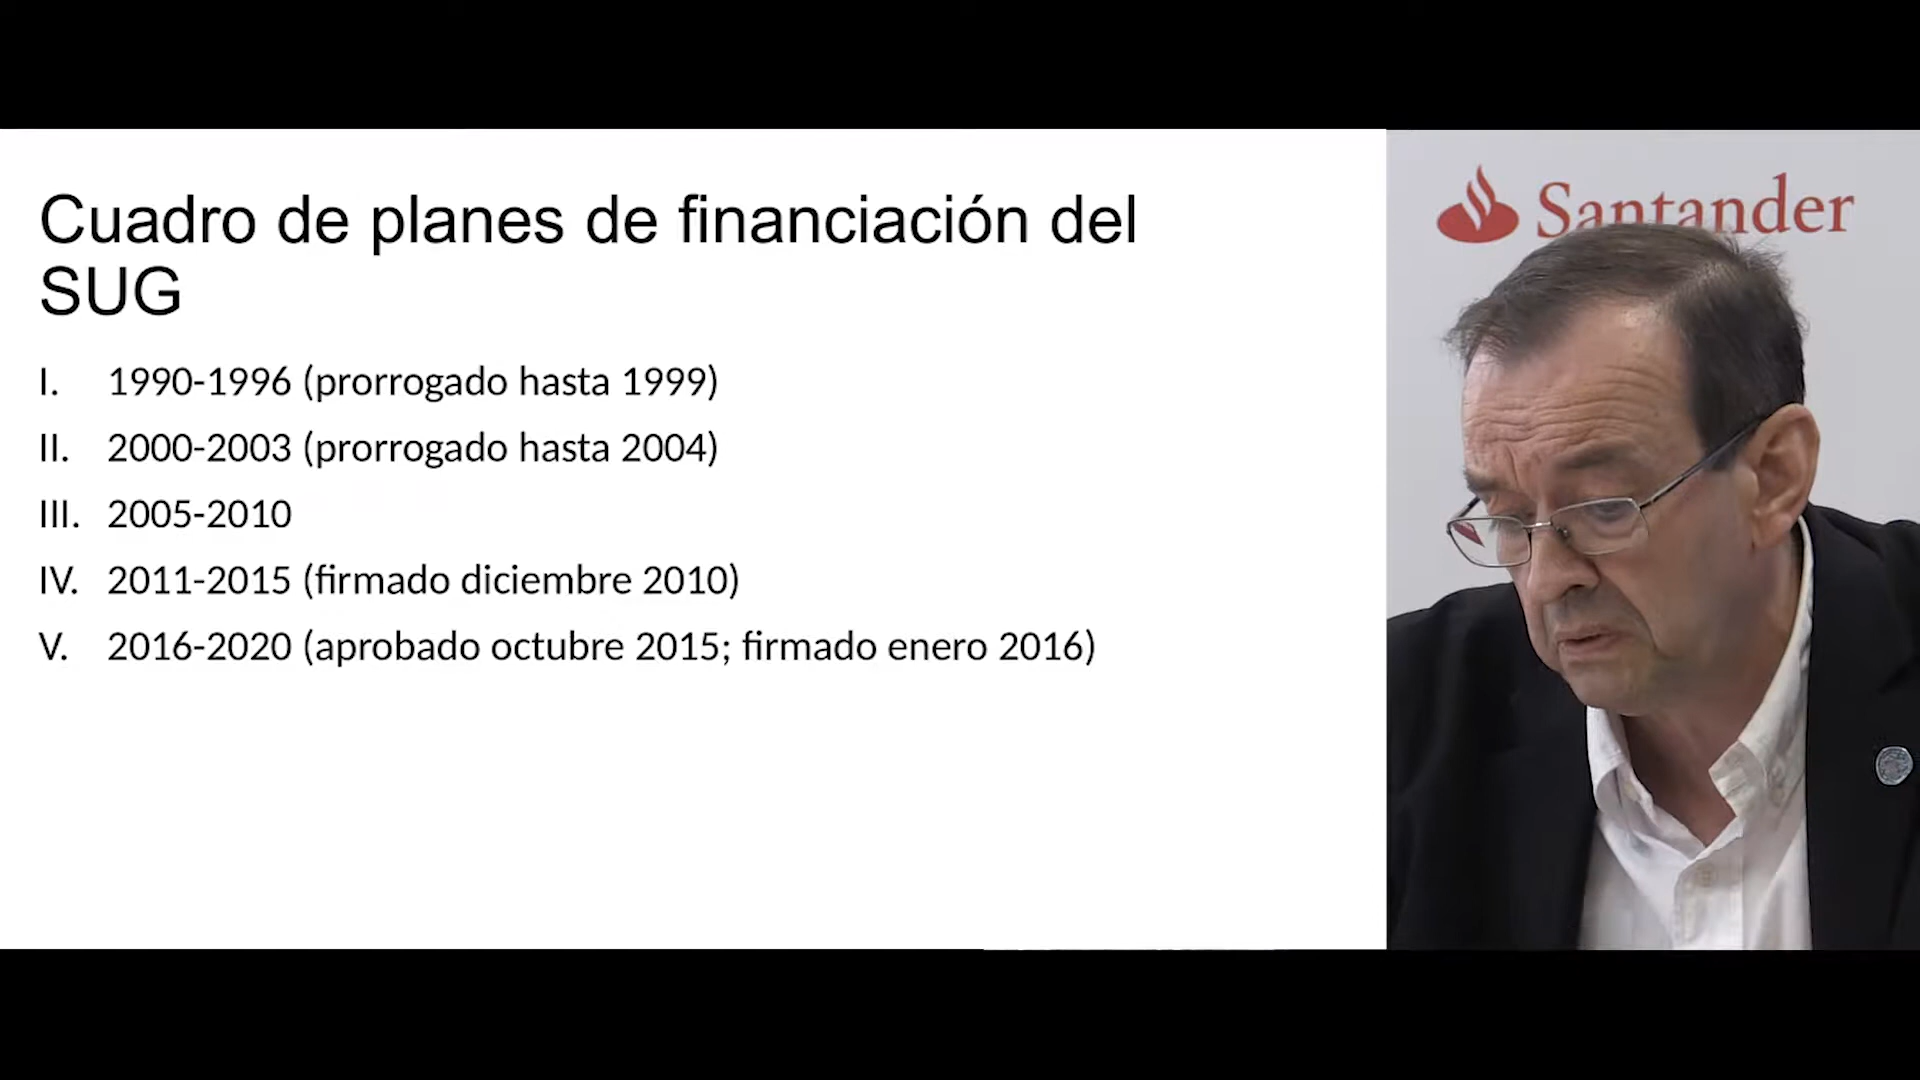 Cuadro de planes de financiación del
SUG
I. 1990-1996 (prorrogado hasta 1999)
II. 2000-2003 (prorrogado hasta 2004)
III. 2005-2010
IV. 2011-2015 (firmado diciembre 2010)
V. 2016-2020 (aprobado octubre 2015; firmado enero 2016)
Santander